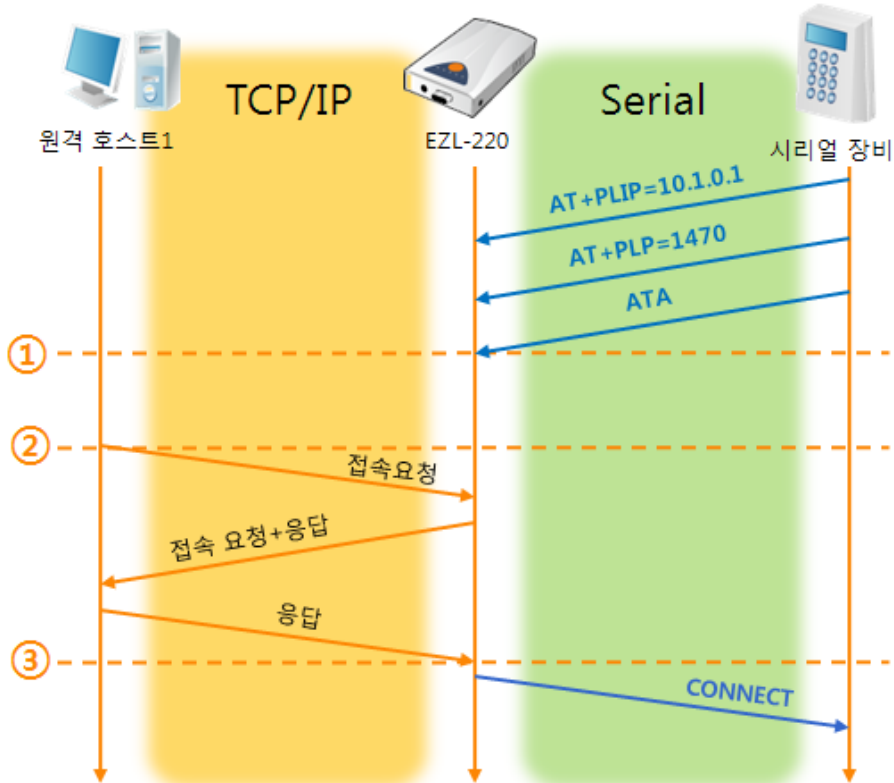 TCP/IP
Serial
원격 호스트1
EZL-220
시리얼 장비
AT+PLIP=10.1.0.1
AT+PLP=1470
ATA
①
②
접속요청
접속 요청+응답
응답
③
CONNECT